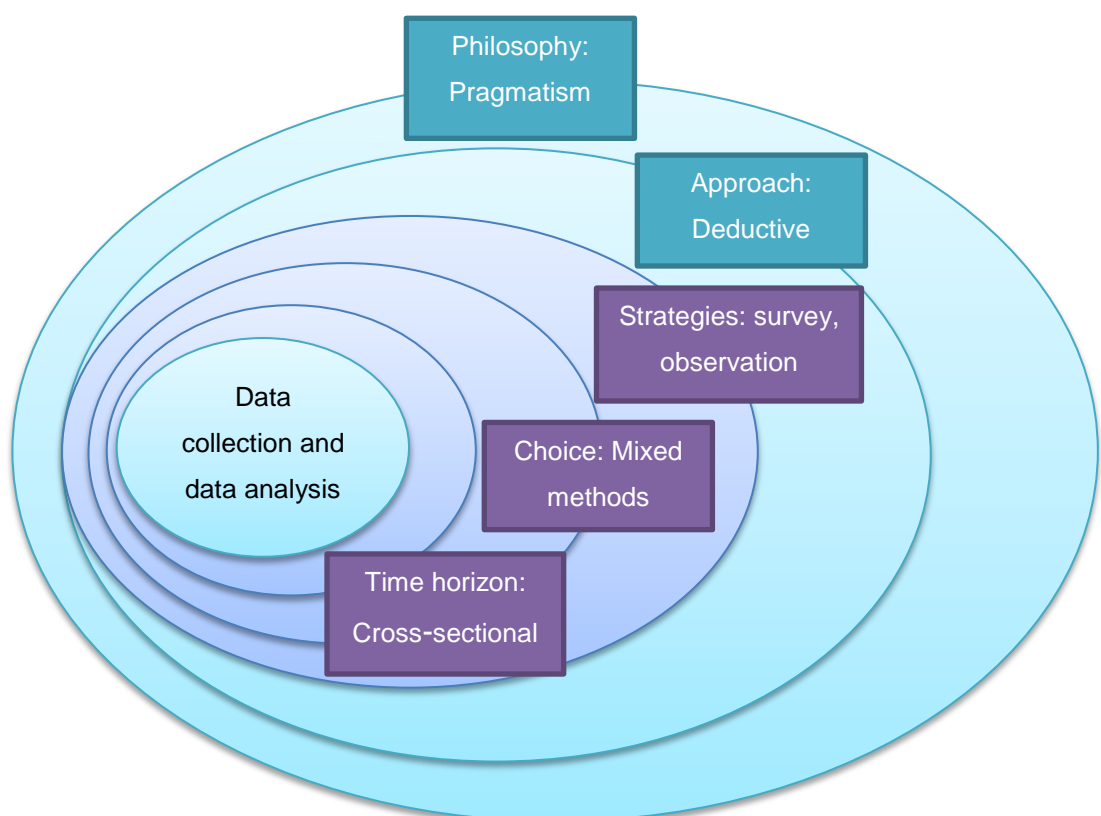 Philosophy:
Pragmatism
Approach:
Deductive
Strategies: survey,
observation
Data
collection and
data analysis
Choice: Mixed
methods
Time horizon:
Cross-sectional